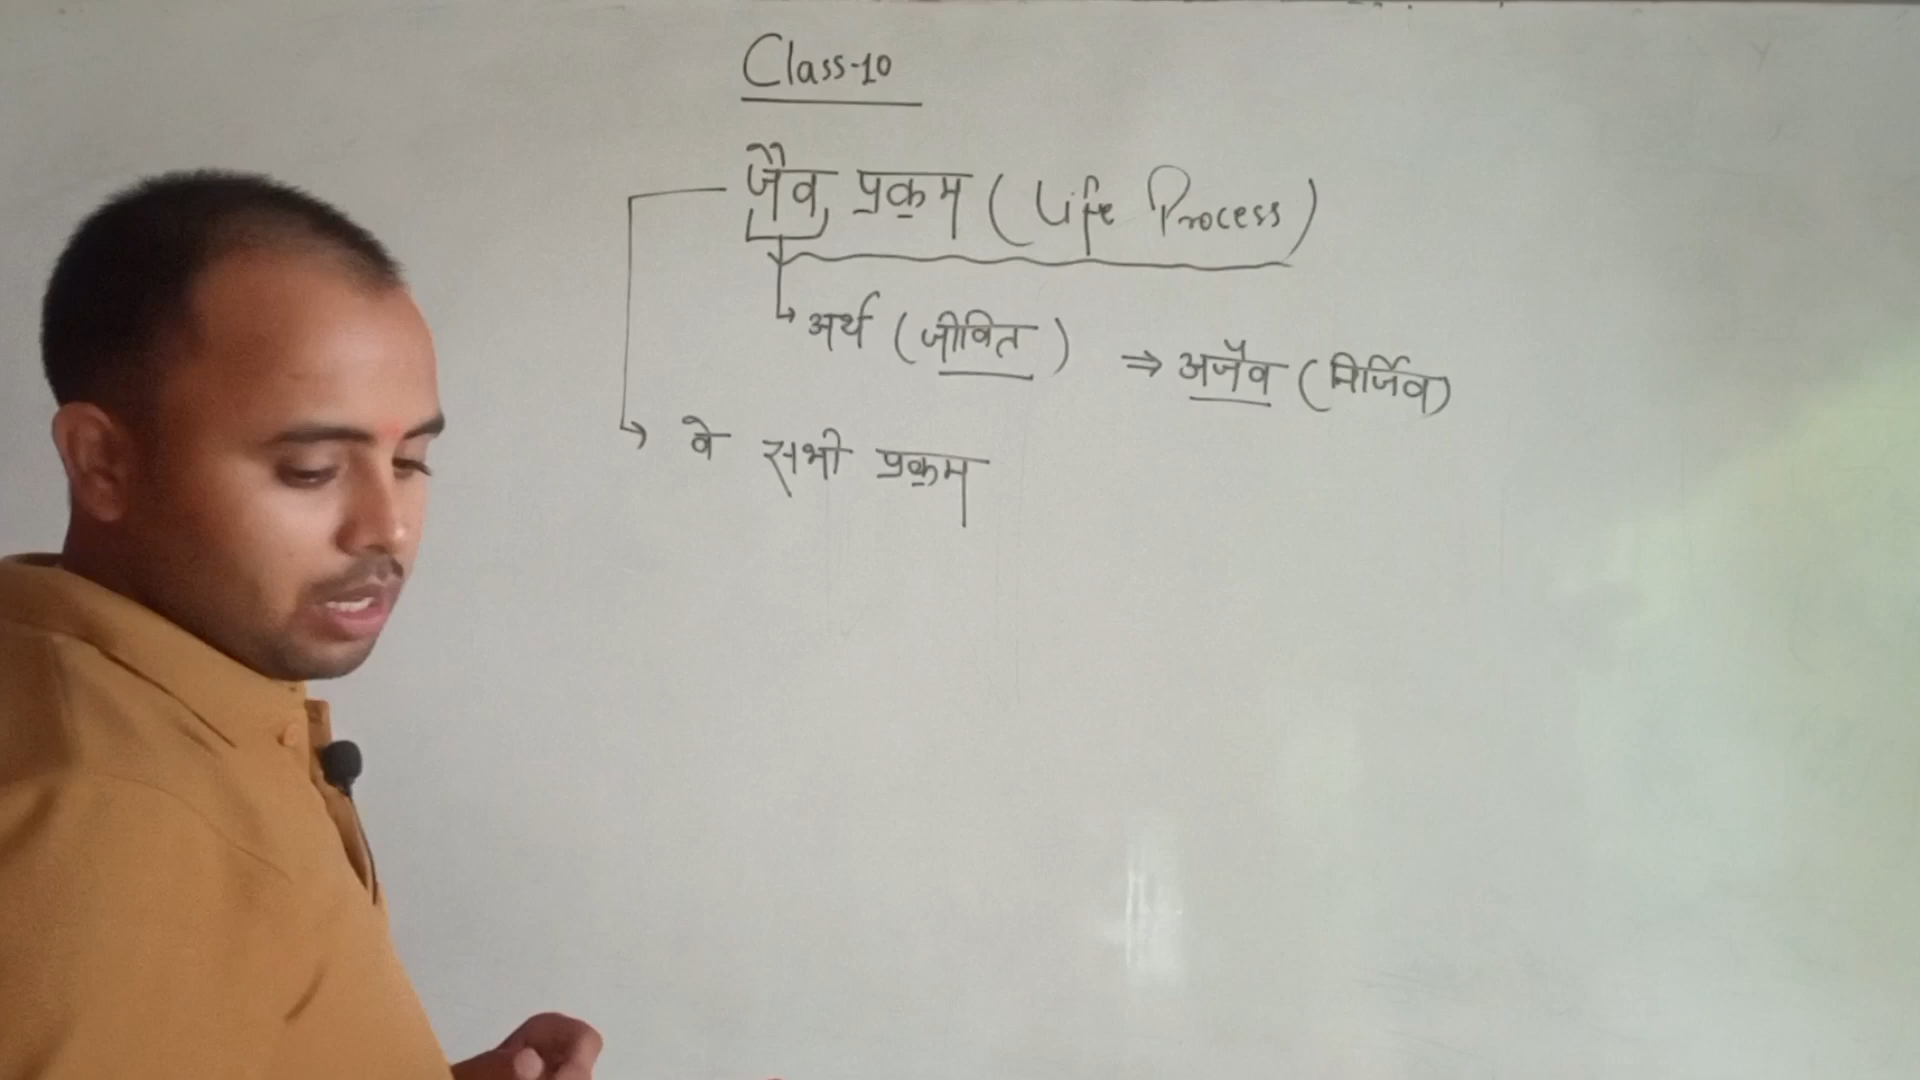 Class-10
जैव प्रक्रम (Life Process)
↳ अर्थ (जीवित) ⇒ अजैव (निर्जिव)
↳ वे सभी प्रक्रम